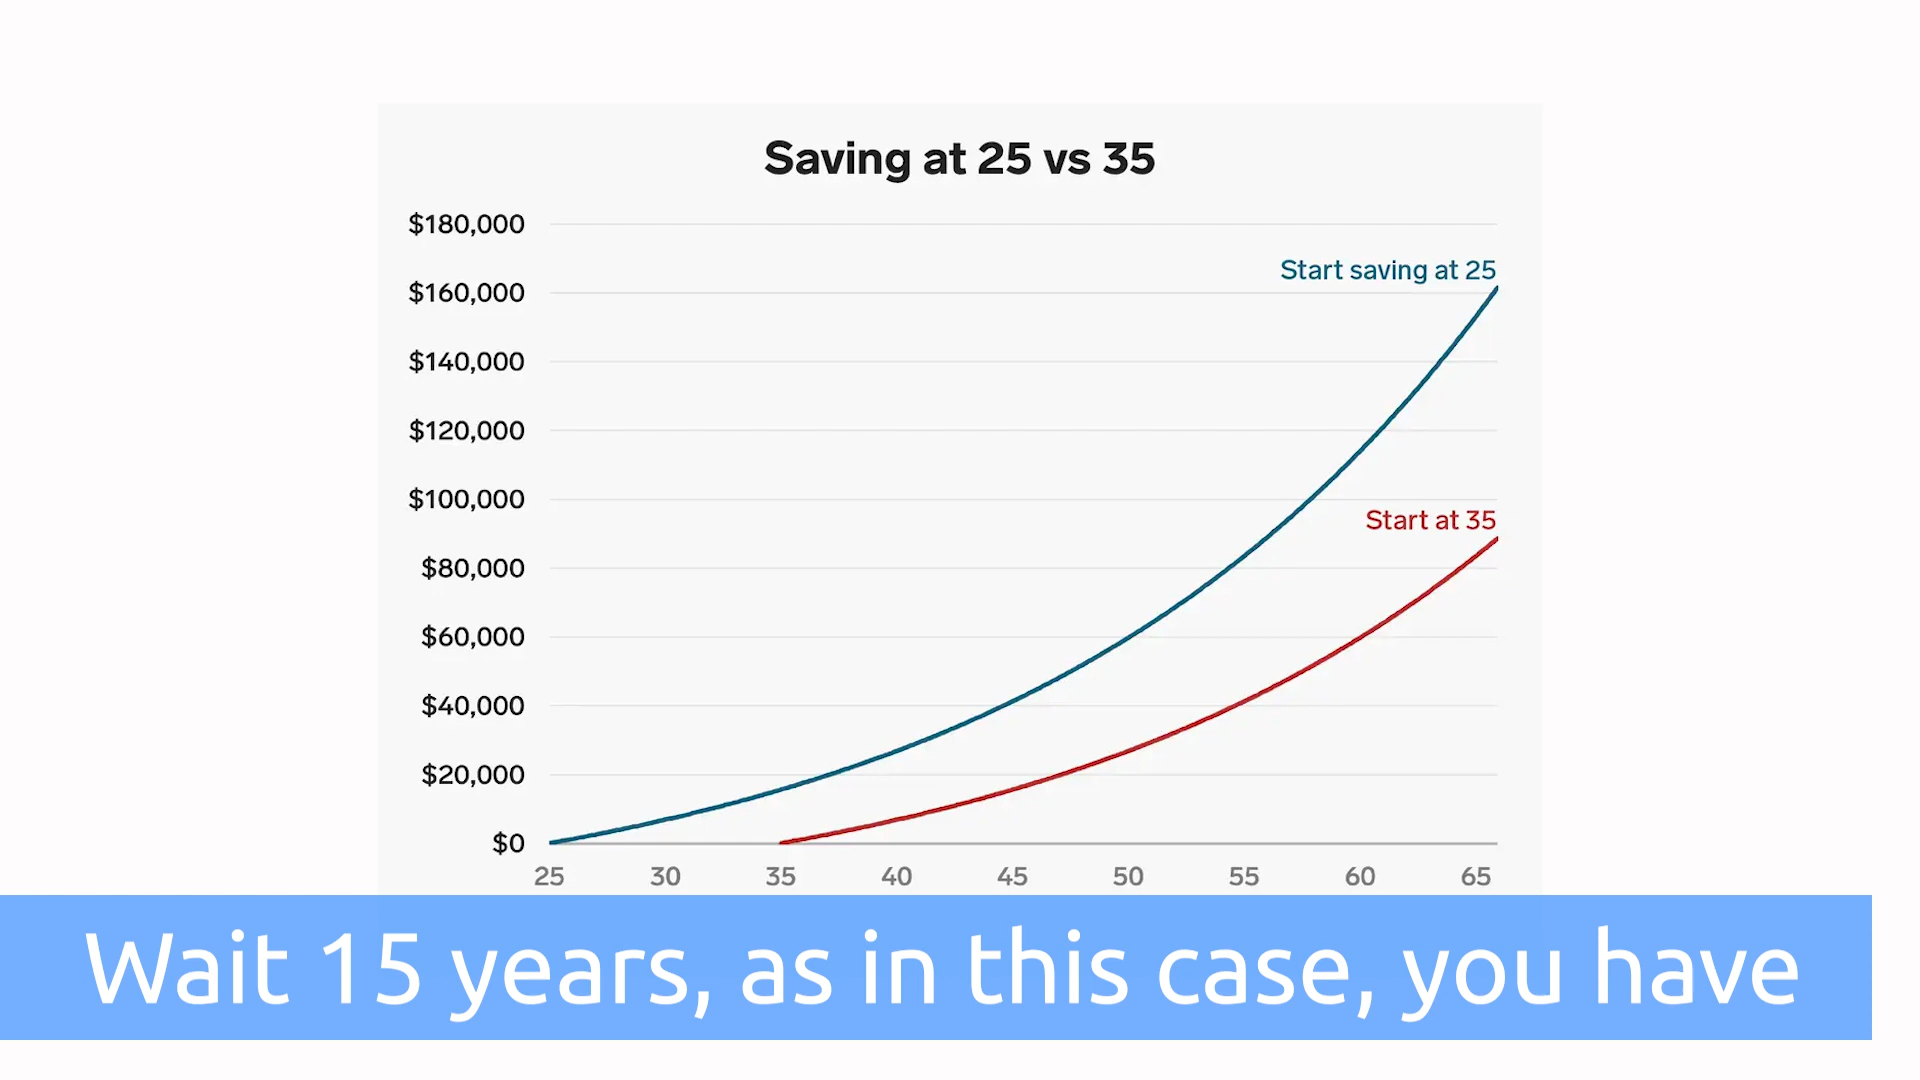 Saving at 25 vs 35
$180,000
Start saving at 25
$160,000
$140,000
$120,000
$100,000
Start at 35
$80,000
$60,000
$40,000
$20,000
$0
25 30 35 40 45 50 55 60 65
Wait 15 years, as in this case, you have